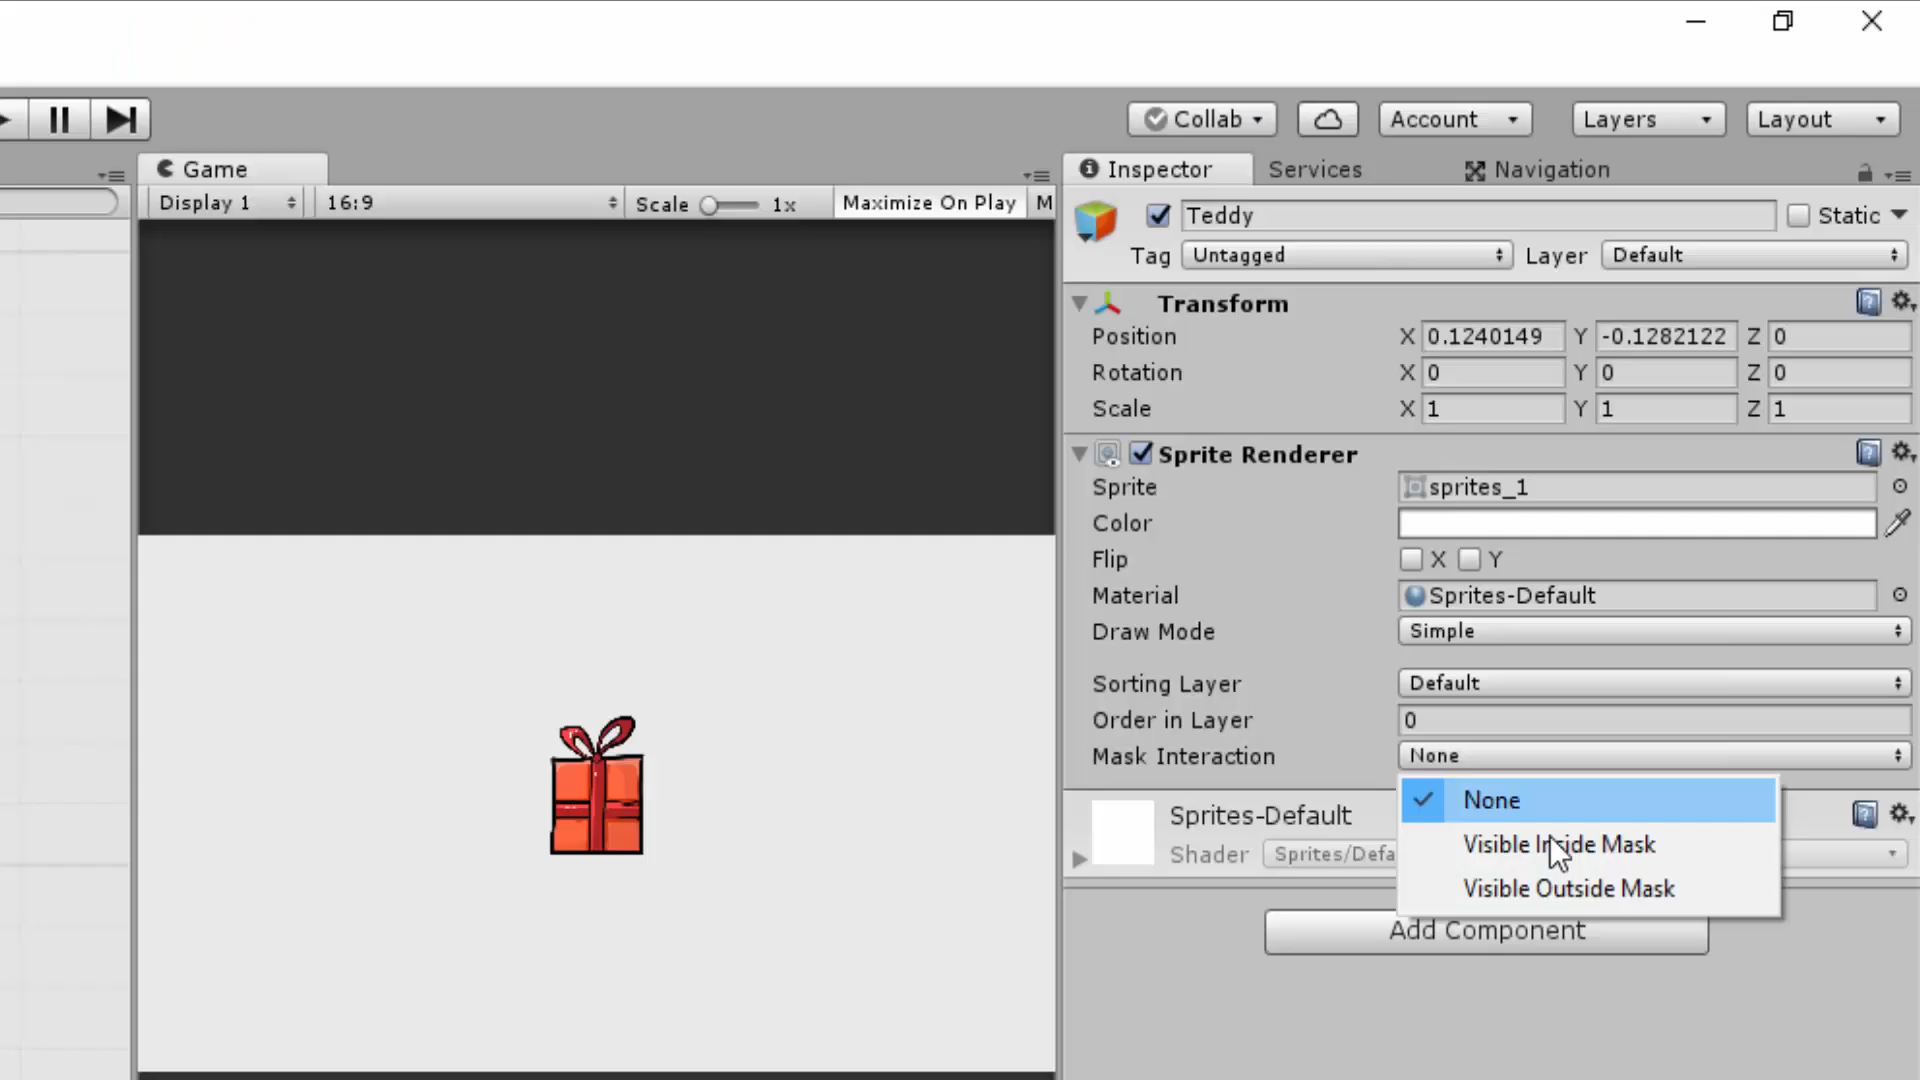 Collab
Account
Layers
Layout
Game
Display 1
16:9
Scale
1x
Maximize On Play
M
Inspector
Services
Navigation
Teddy
Static
Tag
Untagged
Layer
Default
Transform
Position
X 0.1240149 Y -0.1282122 Z 0
Rotation
X 0 Y 0 Z 0
Scale
X 1 Y 1 Z 1
Sprite Renderer
Sprite
sprites_1
Color
Flip
X Y
Material
Sprites-Default
Draw Mode
Simple
Sorting Layer
Default
Order in Layer
0
Mask Interaction
None
None
Visible Inside Mask
Visible Outside Mask
Sprites-Default
Shader
Sprites/Defa
Add Component